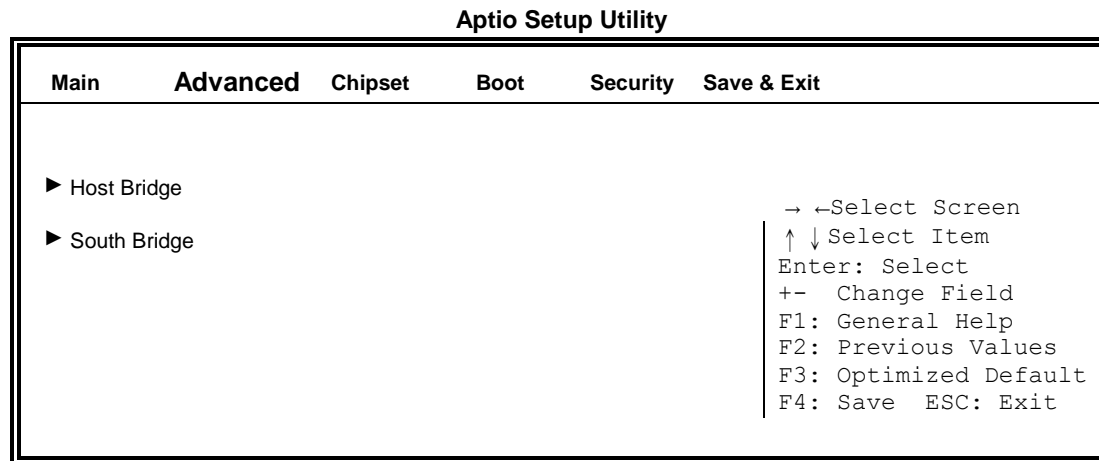 Aptio Setup Utility
Main Advanced Chipset Boot Security Save & Exit
► Host Bridge
► South Bridge
→ ←Select Screen
↑ ↓Select Item
Enter: Select
+- Change Field
F1: General Help
F2: Previous Values
F3: Optimized Default
F4: Save ESC: Exit